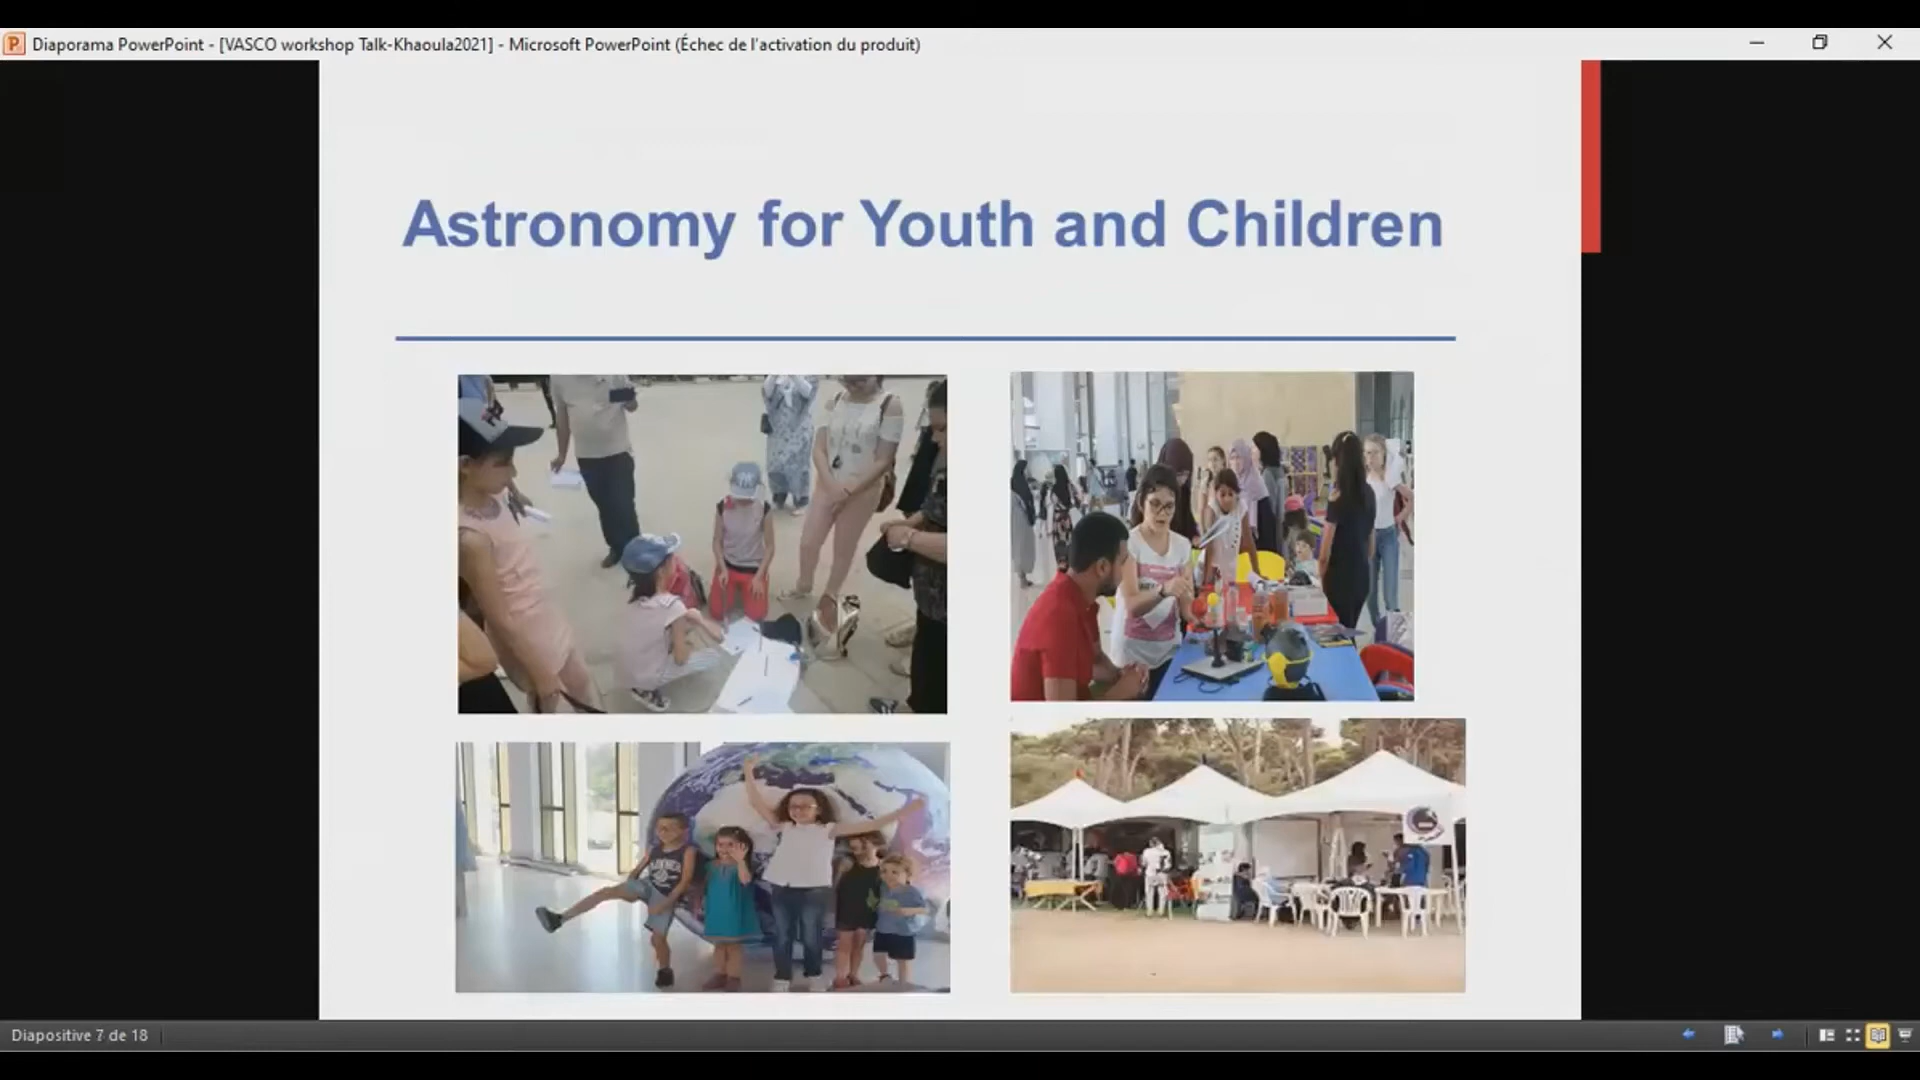 Diaporama PowerPoint - [VASCO workshop Talk-Khaoula2021] - Microsoft PowerPoint (Échec de l'activation du produit)
Astronomy for Youth and Children
Diapositive 7 de 18